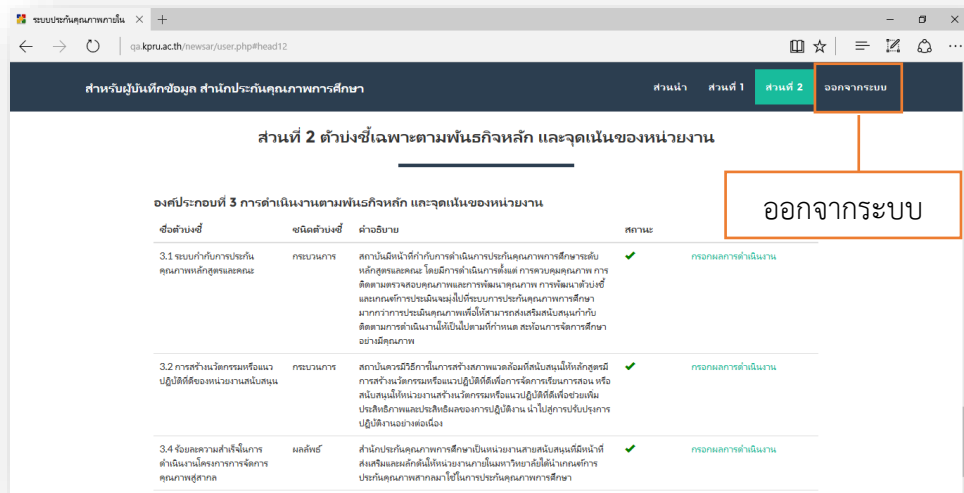 ระบบประกันคุณภาพภายใน
qa.kpru.ac.th/newsar/user.php#head12
สำหรับผู้บันทึกข้อมูล สำนักประกันคุณภาพการศึกษา
ส่วนนำ ส่วนที่ 1 ส่วนที่ 2 ออกจากระบบ
ส่วนที่ 2 ตัวบ่งชี้เฉพาะตามพันธกิจหลัก และจุดเน้นของหน่วยงาน
ออกจากระบบ
องค์ประกอบที่ 3 การดำเนินงานตามพันธกิจหลัก และจุดเน้นของหน่วยงาน
ชื่อตัวบ่งชี้ ชนิดตัวบ่งชี้ คำอธิบาย สถานะ
3.1 ระบบกำกับการประกัน กระบวนการ สถาบันมีหน้าที่กำกับการดำเนินการประกันคุณภาพการศึกษาระดับ ✔ กรอกผลการดำเนินงาน
คุณภาพหลักสูตรและคณะ หลักสูตรและคณะ โดยมีการดำเนินการตั้งแต่ การควบคุมคุณภาพ การ
ติดตามตรวจสอบคุณภาพและการพัฒนาคุณภาพ การพัฒนาตัวบ่งชี้
และเกณฑ์การประเมินจะมุ่งไปที่ระบบการประกันคุณภาพการศึกษา
มากกว่าการประเมินคุณภาพเพื่อให้สามารถส่งเสริมสนับสนุนกำกับ
ติดตามการดำเนินงานให้เป็นไปตามที่กำหนด สะท้อนการจัดการศึกษา
อย่างมีคุณภาพ
3.2 การสร้างนวัตกรรมหรือแนว กระบวนการ สถาบันควรมีวิธีการในการสร้างสภาพแวดล้อมที่สนับสนุนให้หลักสูตรมี ✔ กรอกผลการดำเนินงาน
ปฏิบัติที่ดีของหน่วยงานสนับสนุน การสร้างนวัตกรรมหรือแนวปฏิบัติที่ดีเพื่อการจัดการเรียนการสอน หรือ
สนับสนุนให้หน่วยงานสร้างนวัตกรรมหรือแนวปฏิบัติที่ดีเพื่อช่วยเพิ่ม
ประสิทธิภาพและประสิทธิผลของการปฏิบัติงาน นำไปสู่การปรับปรุงการ
ปฏิบัติงานอย่างต่อเนื่อง
3.4 ร้อยละความสำเร็จในการ ผลลัพธ์ สำนักประกันคุณภาพการศึกษาเป็นหน่วยงานสายสนับสนุนที่มีหน้าที่ ✔ กรอกผลการดำเนินงาน
ดำเนินงานโครงการการจัดการ ส่งเสริมและผลักดันให้หน่วยงานภายในมหาวิทยาลัยได้นำเกณฑ์การ
คุณภาพสู่สากล ประกันคุณภาพสากลมาใช้ในการประกันคุณภาพการศึกษา